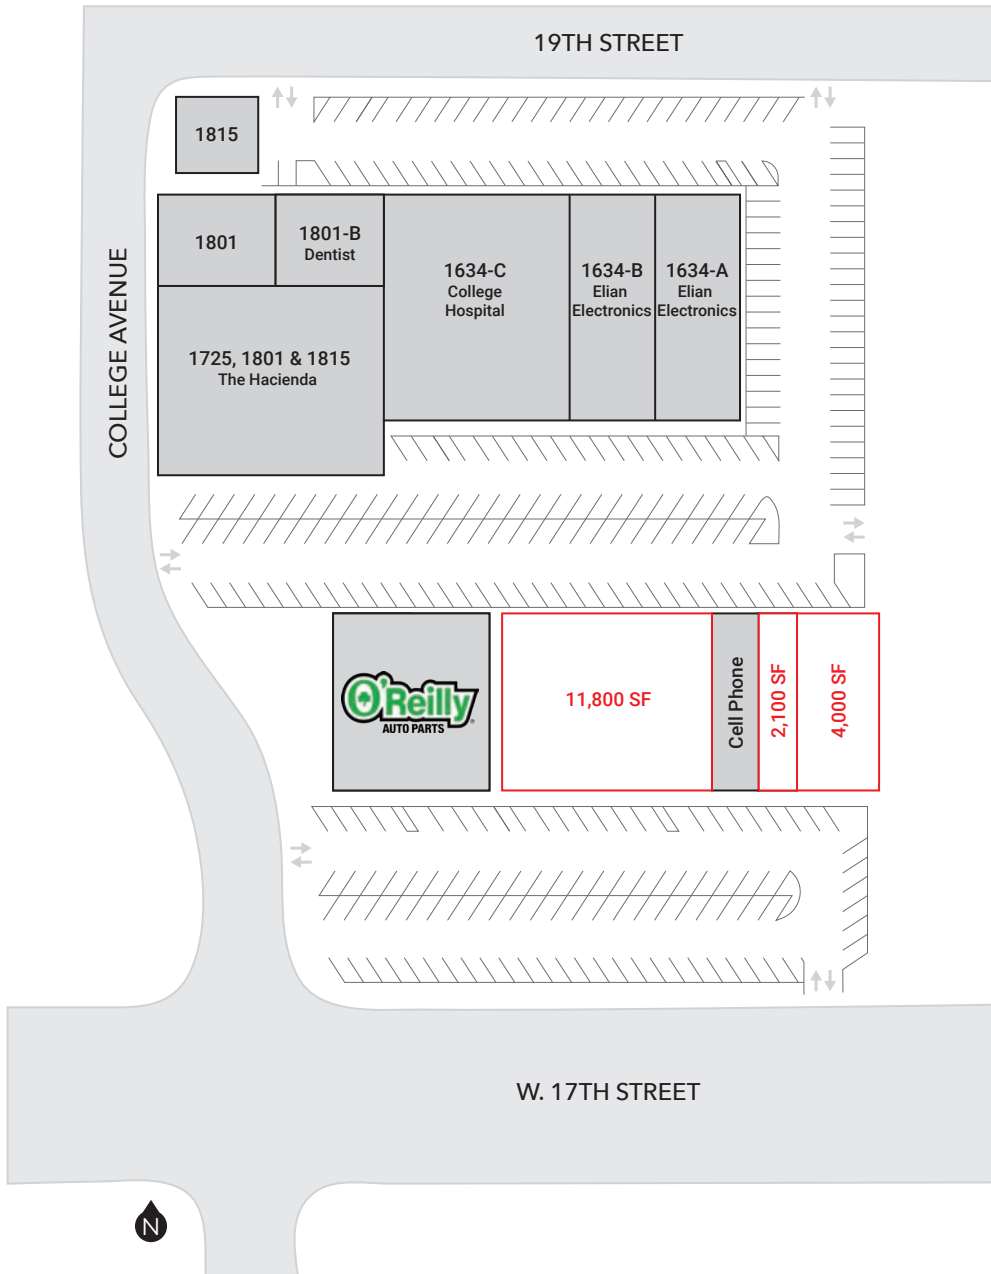 19TH STREET
1815
1801
1801-B
Dentist
1634-C
College
Hospital
1634-B
Elian
Electronics
1634-A
Elian
Electronics
COLLEGE AVENUE
1725, 1801 & 1815
The Hacienda
O'Reilly
AUTO PARTS
11,800 SF
Cell Phone
2,100 SF
4,000 SF
W. 17TH STREET
N